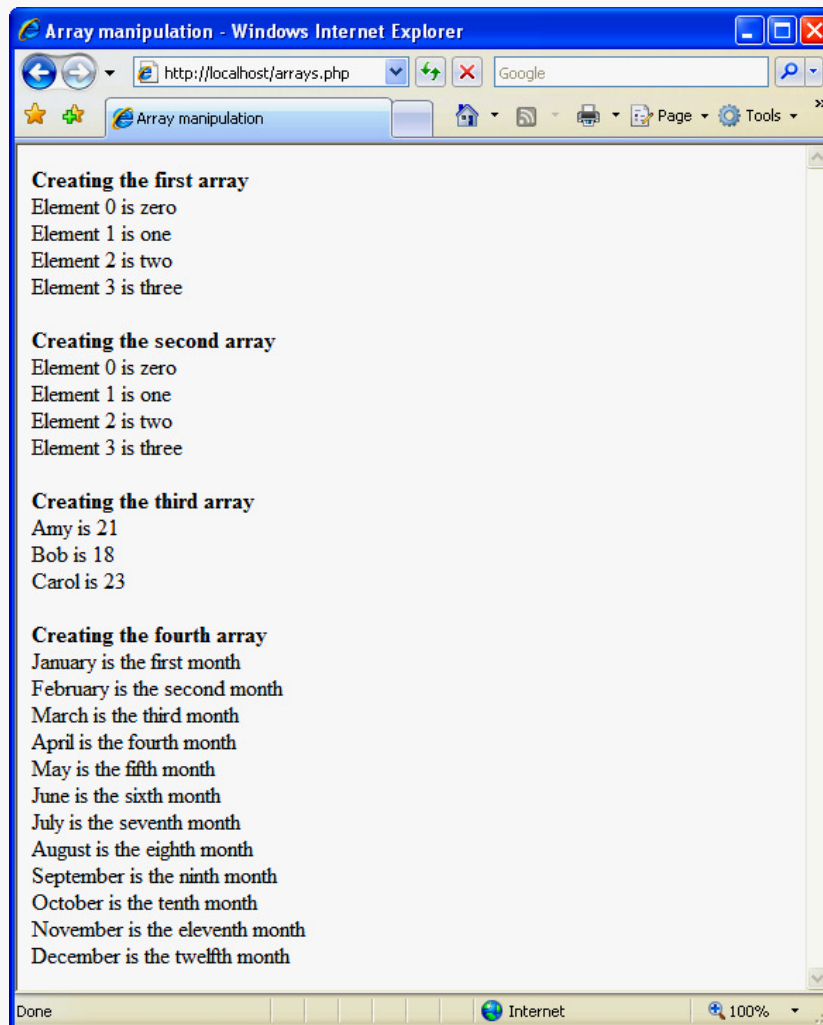 Array manipulation - Windows Internet Explorer
http://localhost/arrays.php
Google
Array manipulation
Page
Tools
»
Creating the first array
Element 0 is zero
Element 1 is one
Element 2 is two
Element 3 is three
Creating the second array
Element 0 is zero
Element 1 is one
Element 2 is two
Element 3 is three
Creating the third array
Amy is 21
Bob is 18
Carol is 23
Creating the fourth array
January is the first month
February is the second month
March is the third month
April is the fourth month
May is the fifth month
June is the sixth month
July is the seventh month
August is the eighth month
September is the ninth month
October is the tenth month
November is the eleventh month
December is the twelfth month
Done
Internet
100%